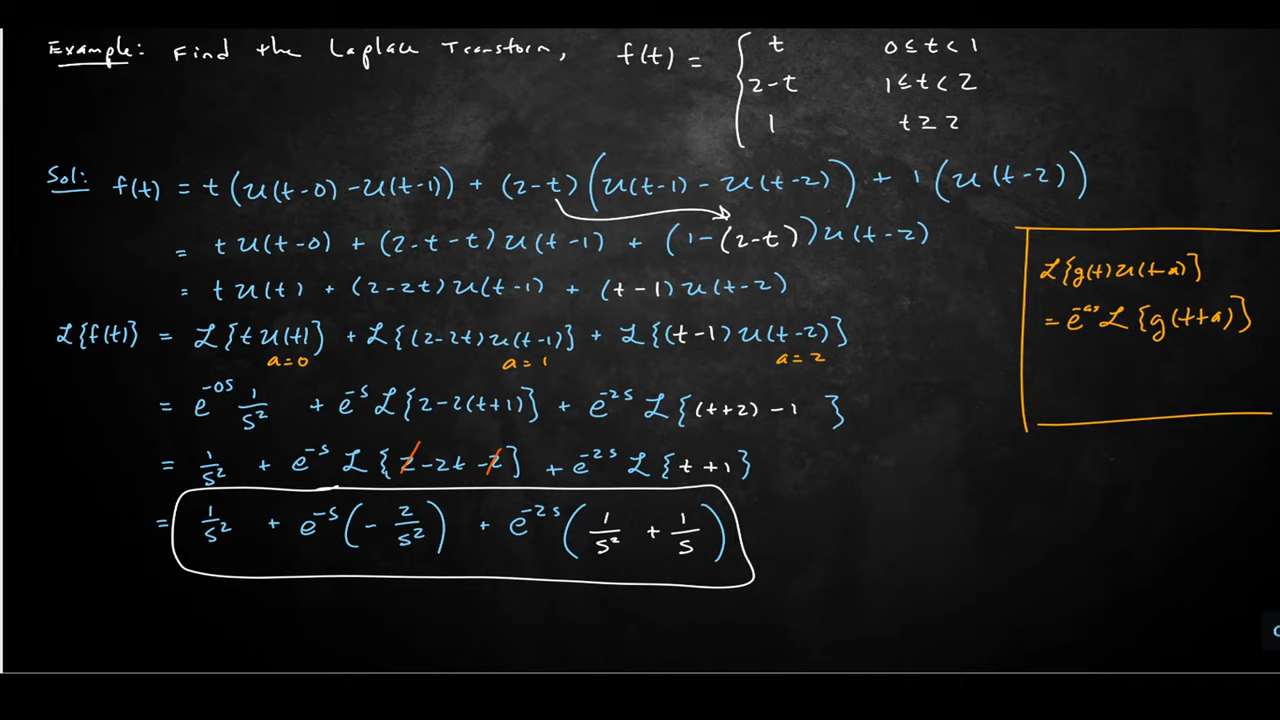 Example: Find the Laplace Transform, f(t) = { t 0 ≤ t < 1
2-t 1 ≤ t < 2
1 t ≥ 2
Sol: f(t) = t(u(t-0) - u(t-1)) + (2-t)(u(t-1) - u(t-2)) + 1(u(t-2))
= t u(t-0) + (2-t-t) u(t-1) + (1-(2-t)) u(t-2)
= t u(t) + (2-2t) u(t-1) + (t-1) u(t-2)
ℒ{f(t)} = ℒ{t u(t)} + ℒ{(2-2t) u(t-1)} + ℒ{(t-1) u(t-2)}
a=0 a=1 a=2
= e^{-0s} 1/s² + e^{-s} ℒ{2-2(t+1)} + e^{-2s} ℒ{(t+2)-1}
= 1/s² + e^{-s} ℒ{2-2t-2} + e^{-2s} ℒ{t+1}
= 1/s² + e^{-s}(-2/s²) + e^{-2s}(1/s² + 1/s)
ℒ{g(t)u(t-a)}
= e^{-as} ℒ{g(t+a)}